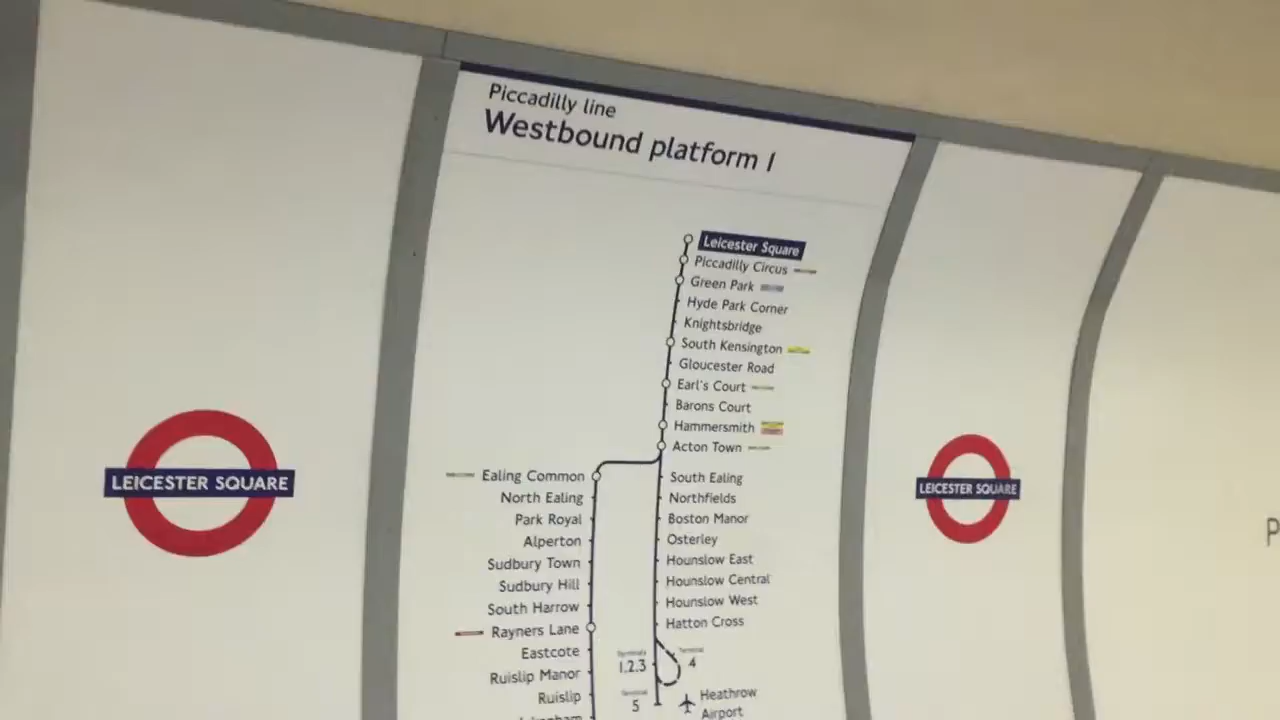 Piccadilly line
Westbound platform 1
Leicester Square
Piccadilly Circus
Green Park
Hyde Park Corner
Knightsbridge
South Kensington
Gloucester Road
Earl's Court
Barons Court
Hammersmith
Acton Town
Ealing Common
North Ealing
Park Royal
Alperton
Sudbury Town
Sudbury Hill
South Harrow
Rayners Lane
Eastcote
Ruislip Manor
Ruislip
South Ealing
Northfields
Boston Manor
Osterley
Hounslow East
Hounslow Central
Hounslow West
Hatton Cross
Terminals
1.2.3
Terminal
4
Terminal
5
Heathrow
Airport
LEICESTER SQUARE
LEICESTER SQUARE
P